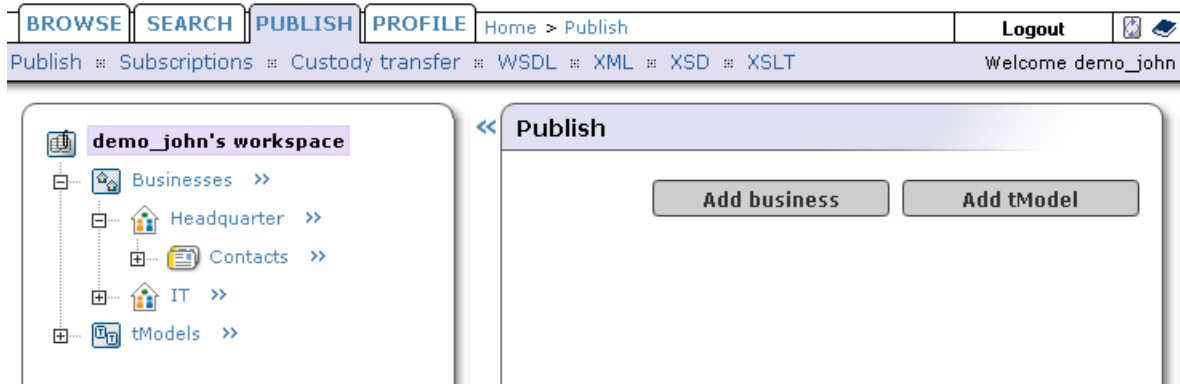 BROWSE SEARCH PUBLISH PROFILE Home > Publish Logout
Publish Subscriptions Custody transfer WSDL XML XSD XSLT Welcome demo_john
demo_john's workspace
Businesses >>
Headquarter >>
Contacts >>
IT >>
tModels >>
<< Publish
Add business Add tModel